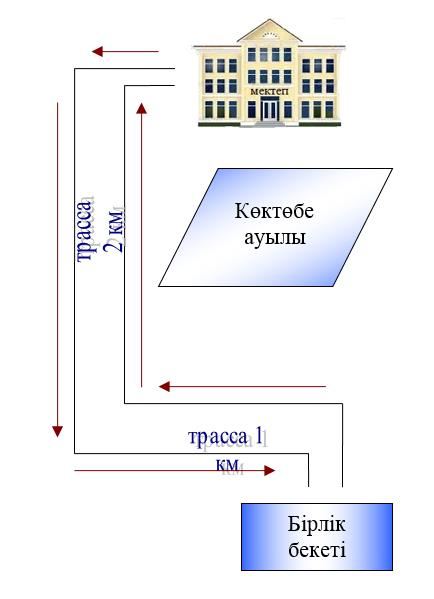 мектеп
Көктөбе
ауылы
трасса
2 км
трасса 1
км
Бірлік
бекеті